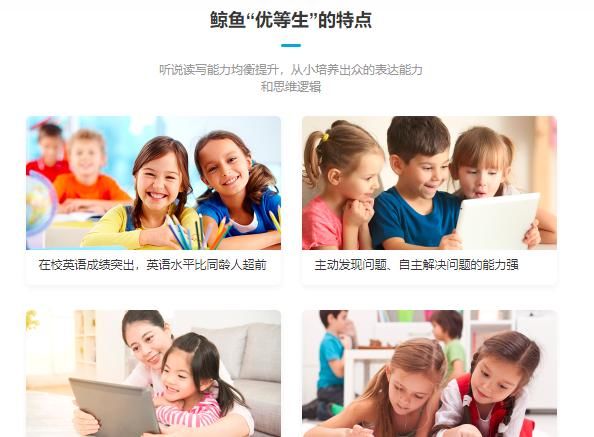 鲸鱼“优等生”的特点
听说读写能力均衡提升，从小培养出众的表达能力
和思维逻辑
在校英语成绩突出，英语水平比同龄人超前
主动发现问题、自主解决问题的能力强